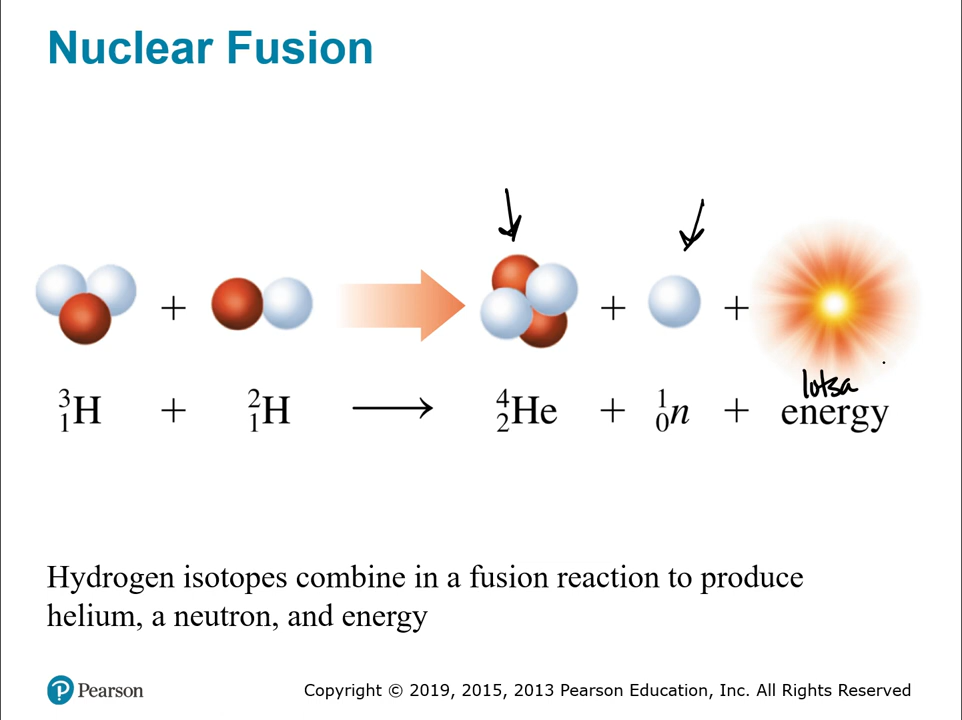 Nuclear Fusion
+ + +
lotsa
³₁H + ²₁H ⟶ ⁴₂He + ¹₀n + energy
Hydrogen isotopes combine in a fusion reaction to produce
helium, a neutron, and energy
Pearson
Copyright © 2019, 2015, 2013 Pearson Education, Inc. All Rights Reserved